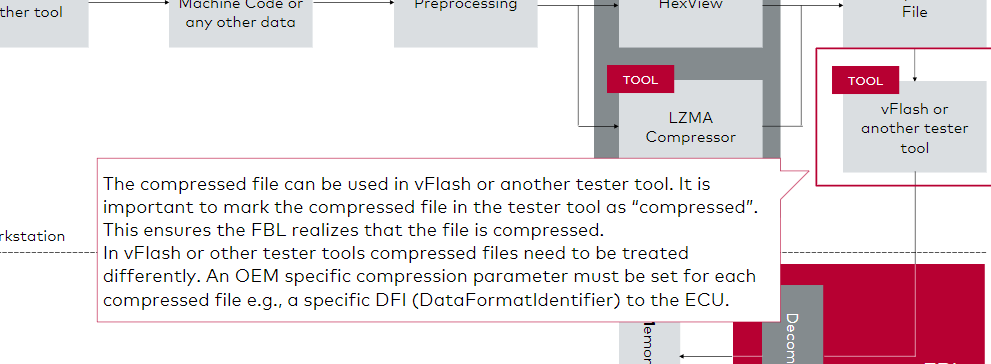 ther tool
Machine Code or
any other data
Preprocessing
HexView
File
TOOL
LZMA
Compressor
TOOL
vFlash or
another tester
tool
The compressed file can be used in vFlash or another tester tool. It is
important to mark the compressed file in the tester tool as “compressed”.
This ensures the FBL realizes that the file is compressed.
In vFlash or other tester tools compressed files need to be treated
differently. An OEM specific compression parameter must be set for each
compressed file e.g., a specific DFI (DataFormatIdentifier) to the ECU.
rkstation
lemor
Decom